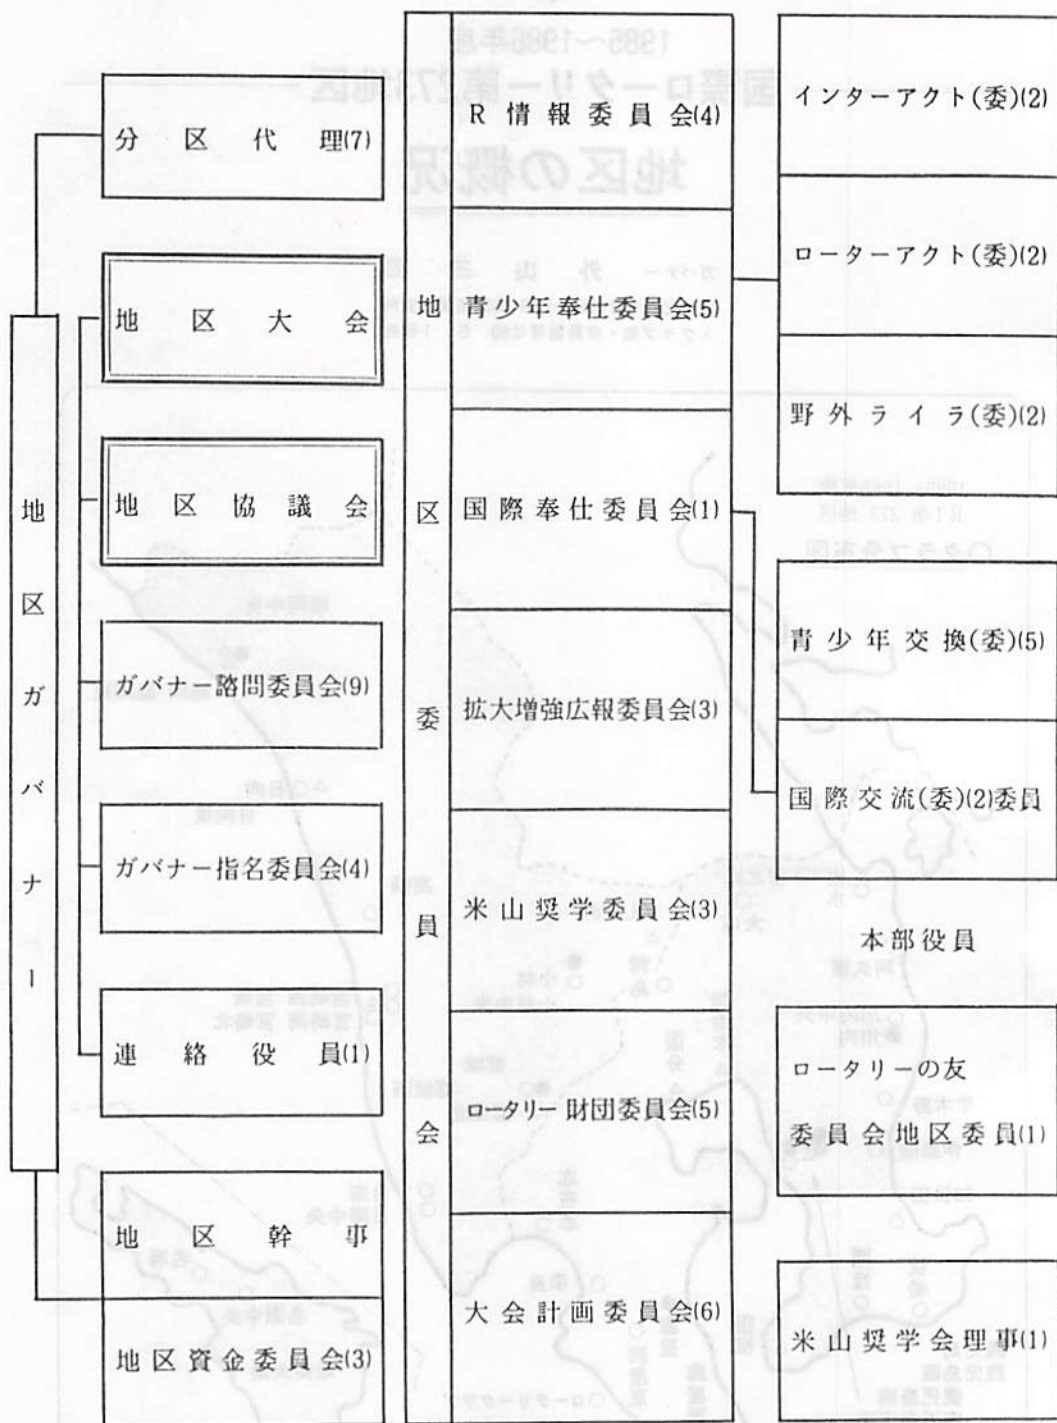 地区ガバナー
分区代理(7)
地区大会
地区協議会
ガバナー諮問委員会(9)
ガバナー指名委員会(4)
連絡役員(1)
地区幹事
地区資金委員会(3)
地区委員会
R情報委員会(4)
青少年奉仕委員会(5)
国際奉仕委員会(1)
拡大増強広報委員会(3)
米山奨学委員会(3)
ロータリー財団委員会(5)
大会計画委員会(6)
インターアクト(委)(2)
ローターアクト(委)(2)
野外ライラ(委)(2)
青少年交換(委)(5)
国際交流(委)(2)委員
本部役員
ロータリーの友
委員会地区委員(1)
米山奨学会理事(1)